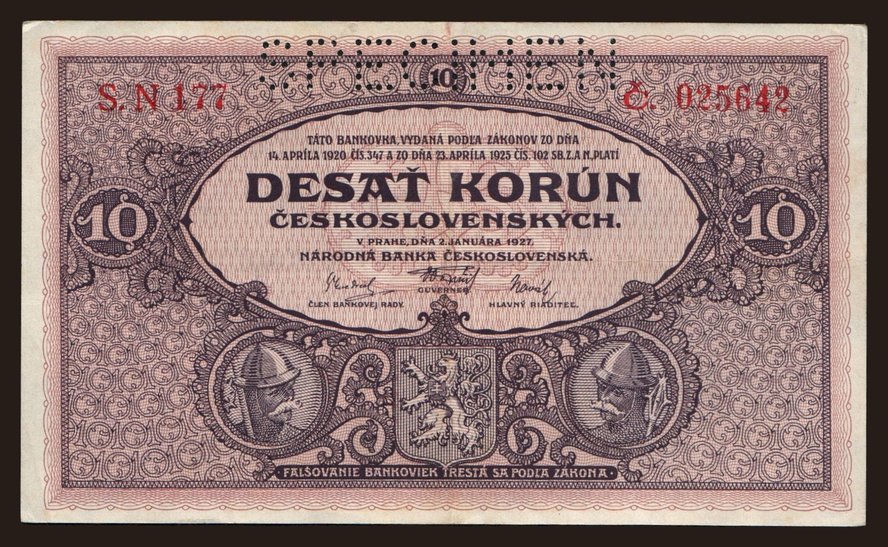 SPECIMEN
10
S. N 177
Č. 025642
TÁTO BANKOVKA, VYDANÁ PODĽA ZÁKONOV ZO DŇA
14. APRÍLA 1920 ČÍS. 347 A ZO DŇA 23. APRÍLA 1925 ČÍS. 102 SB. Z. A N., PLATÍ
DESAŤ KORÚN
ČESKOSLOVENSKÝCH.
10
10
V PRAHE, DŇA 2. JANUÁRA 1927.
NÁRODNÁ BANKA ČESKOSLOVENSKÁ.
GUVERNER.
ČLEN BAŇKOVEJ RADY.
HLAVNÝ RIADITEĽ.
FALŠOVANIE BANKOVIEK TRESTÁ SA PODĽA ZÁKONA